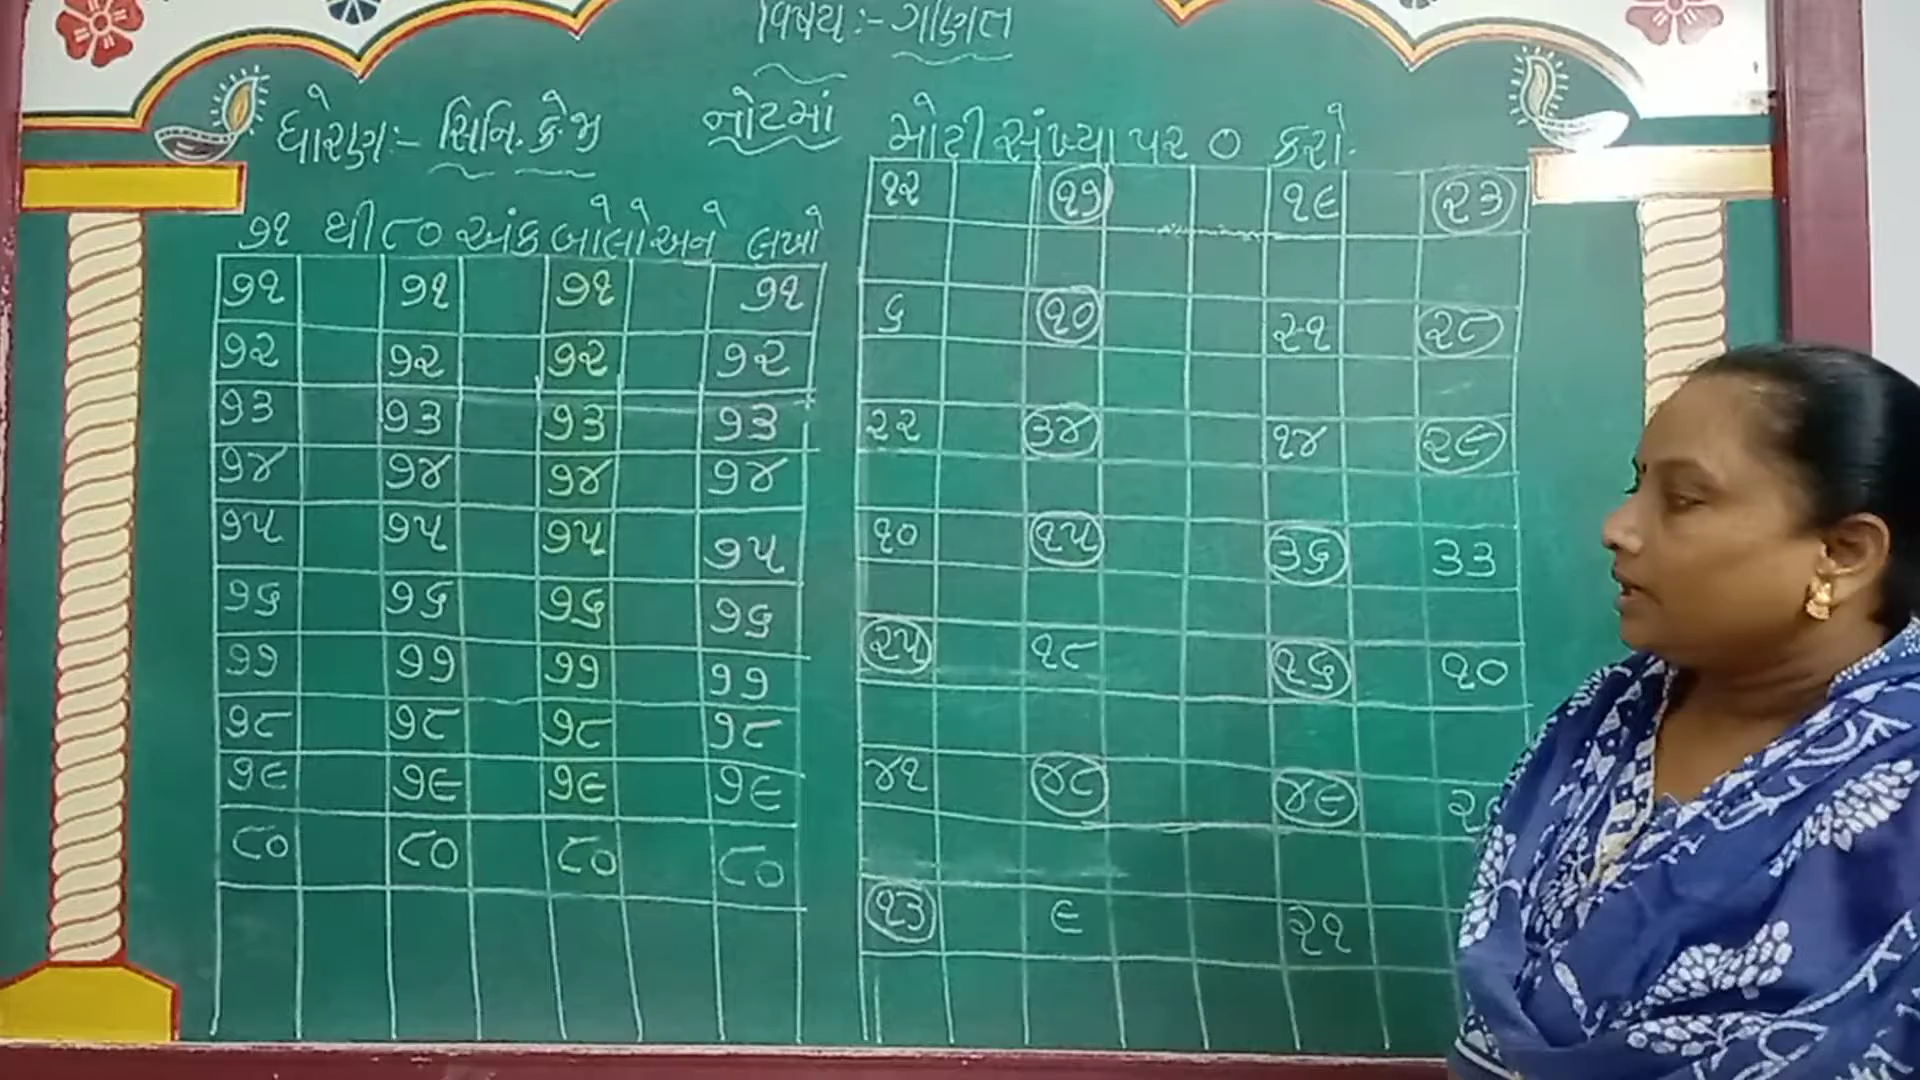 વિષય:- ગણિત
ધોરણ:- સિનિ. કે.જી
નોટમાં
૭૧ થી ૮૦ અંક બોલો અને લખો
૭૧ ૭૧ ૭૧ ૭૧
૭૨ ૭૨ ૭૨ ૭૨
૭૩ ૭૩ ૭૩ ૭૩
૭૪ ૭૪ ૭૪ ૭૪
૭૫ ૭૫ ૭૫ ૭૫
૭૬ ૭૬ ૭૬ ૭૬
૭૭ ૭૭ ૭૭ ૭૭
૭૮ ૭૮ ૭૮ ૭૮
૭૯ ૭૯ ૭૯ ૭૯
૮૦ ૮૦ ૮૦ ૮૦
મોટી સંખ્યા પર ૦ કરો.
૧૨ ૧૭ ૧૯ ૨૩
૬ ૧૦ ૨૧ ૨૮
૨૨ ૩૪ ૧૪ ૨૯
૧૦ ૧૫ ૩૬ ૩૩
૨૫ ૧૮ ૧૬ ૧૦
૪૧ ૪૮ ૪૯
૧૩ ૯ ૨૧